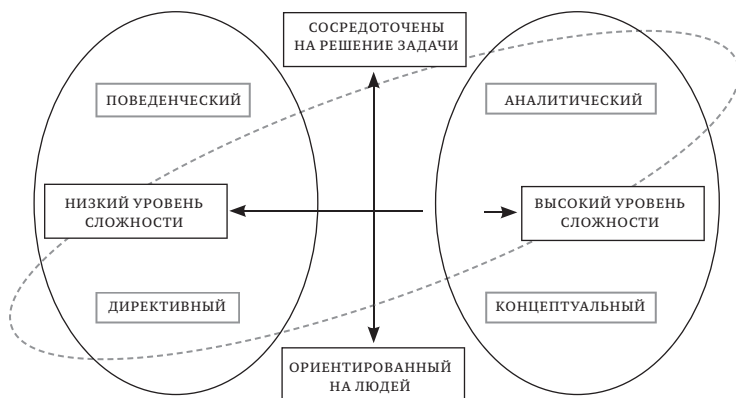 СОСРЕДОТОЧЕНЫ
НА РЕШЕНИЕ ЗАДАЧИ
ПОВЕДЕНЧЕСКИЙ
АНАЛИТИЧЕСКИЙ
НИЗКИЙ УРОВЕНЬ
СЛОЖНОСТИ
ВЫСОКИЙ УРОВЕНЬ
СЛОЖНОСТИ
ДИРЕКТИВНЫЙ
КОНЦЕПТУАЛЬНЫЙ
ОРИЕНТИРОВАННЫЙ
НА ЛЮДЕЙ